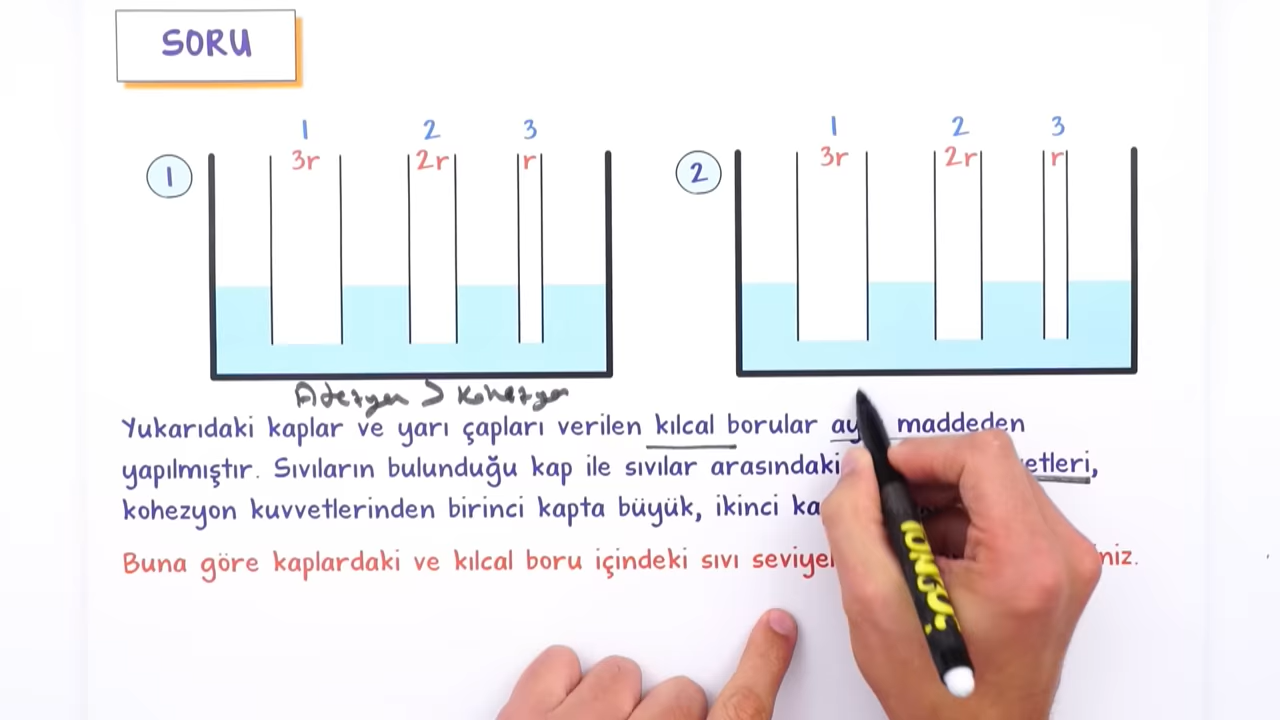 SORU
1 2 3
1 3r 2r r
1 2 3
2 3r 2r r
Adezyon > Kohezyon
Yukarıdaki kaplar ve yarı çapları verilen kılcal borular ay maddeden
yapılmıştır. Sıvıların bulunduğu kap ile sıvılar arasındaki etleri,
kohezyon kuvvetlerinden birinci kapta büyük, ikinci ka
Buna göre kaplardaki ve kılcal boru içindeki sıvı seviye niz.
TONGUÇ